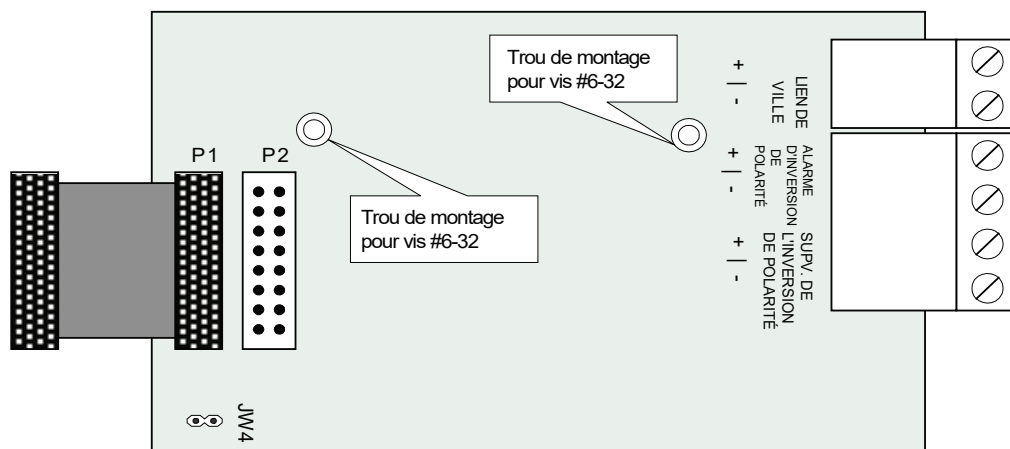 Trou de montage
pour vis #6-32
+
-
LIEN DE
VILLE
P1
P2
+
-
ALARME
D'INVERSION
DE
POLARITÉ
Trou de montage
pour vis #6-32
+
-
SUPV. DE
L'INVERSION
DE POLARITÉ
JW4